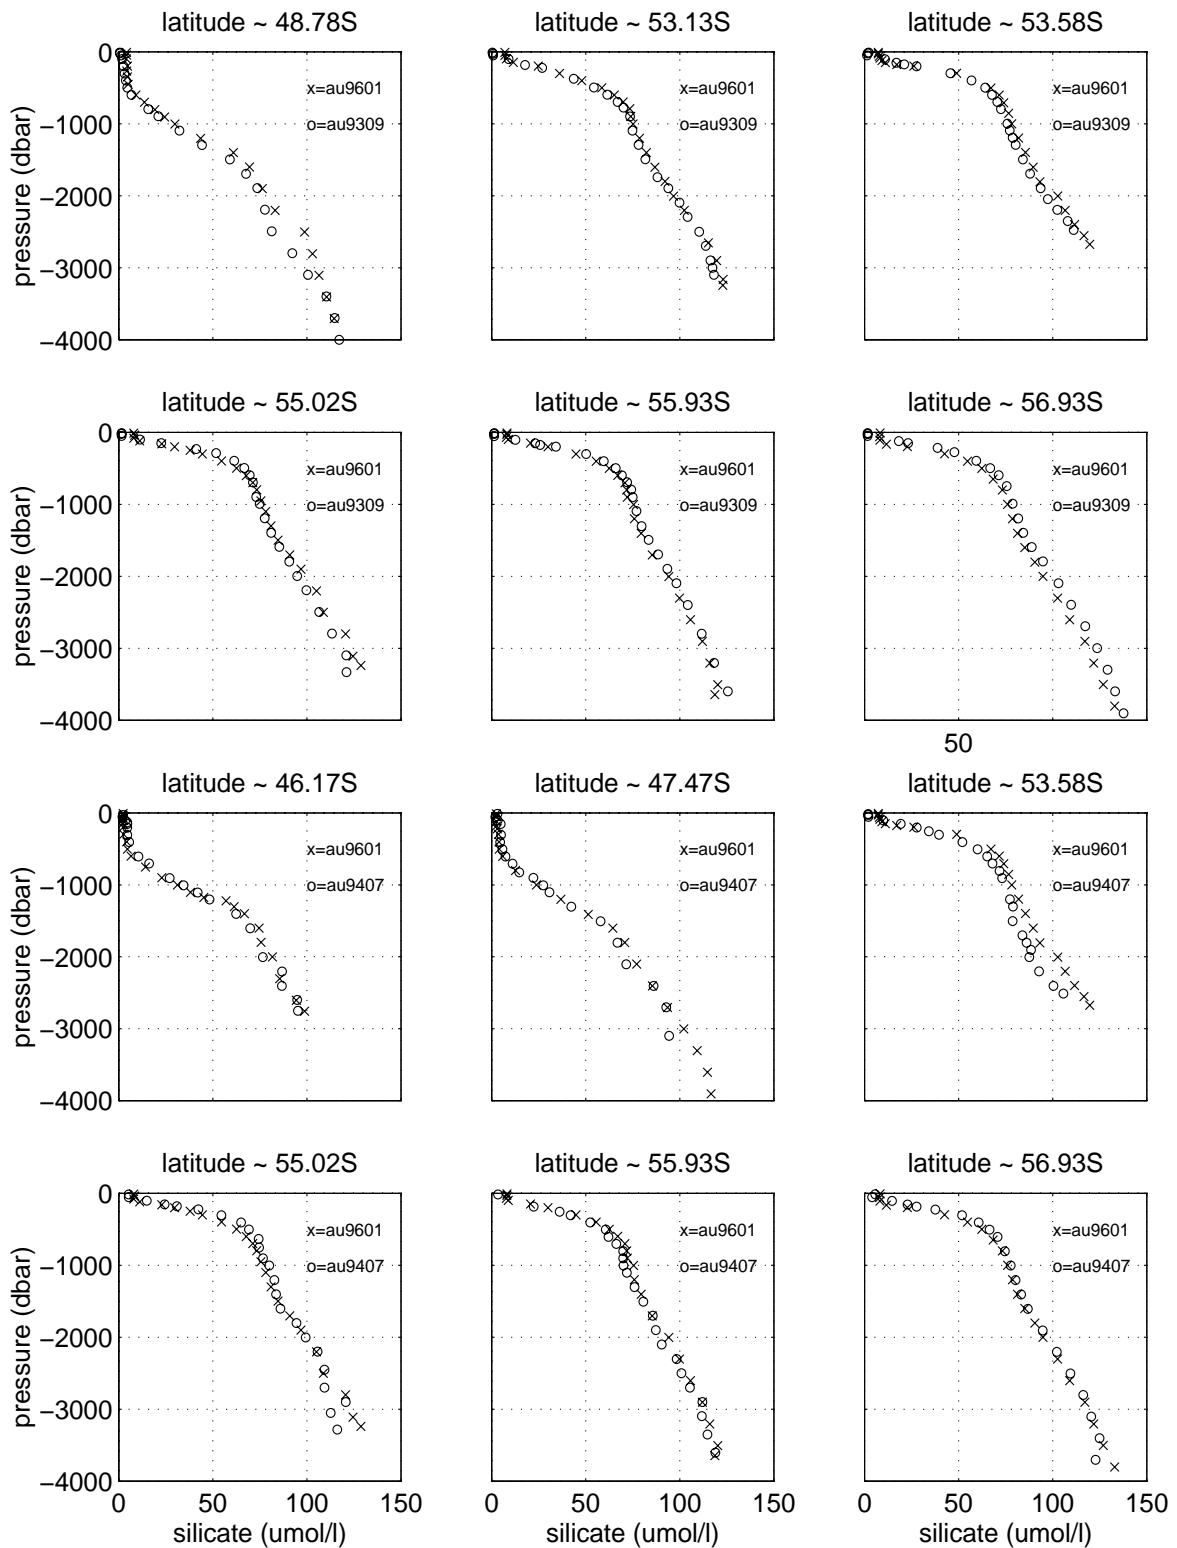 latitude ~ 48.78S
latitude ~ 53.13S
latitude ~ 53.58S
0
−1000
−2000
−3000
−4000
pressure (dbar)
x=au9601
o=au9309
x=au9601
o=au9309
x=au9601
o=au9309
latitude ~ 55.02S
latitude ~ 55.93S
latitude ~ 56.93S
0
−1000
−2000
−3000
−4000
pressure (dbar)
x=au9601
o=au9309
x=au9601
o=au9309
x=au9601
o=au9309
50
latitude ~ 46.17S
latitude ~ 47.47S
latitude ~ 53.58S
0
−1000
−2000
−3000
−4000
pressure (dbar)
x=au9601
o=au9407
x=au9601
o=au9407
x=au9601
o=au9407
latitude ~ 55.02S
latitude ~ 55.93S
latitude ~ 56.93S
0
−1000
−2000
−3000
−4000
pressure (dbar)
x=au9601
o=au9407
x=au9601
o=au9407
x=au9601
o=au9407
0 50 100 150
0 50 100 150
0 50 100 150
silicate (umol/l)
silicate (umol/l)
silicate (umol/l)